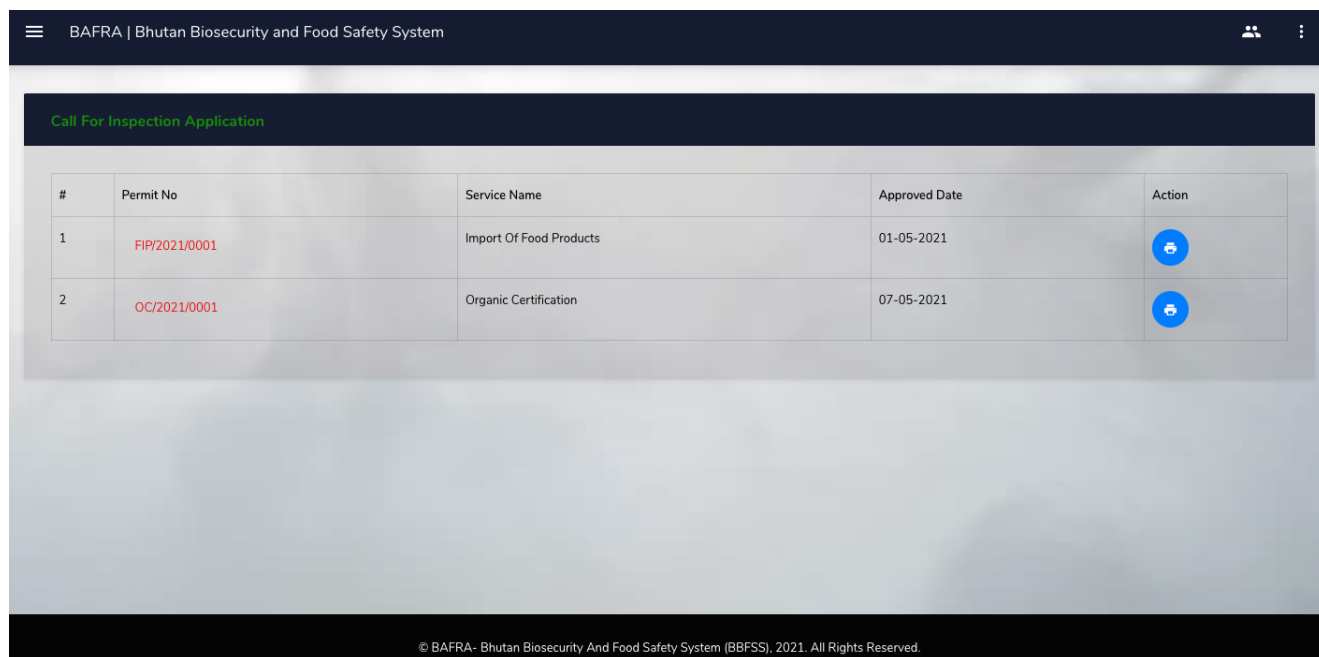 BAFRA | Bhutan Biosecurity and Food Safety System
Call For Inspection Application
# Permit No Service Name Approved Date Action
1 FIP/2021/0001 Import Of Food Products 01-05-2021
2 OC/2021/0001 Organic Certification 07-05-2021
© BAFRA- Bhutan Biosecurity And Food Safety System (BBFSS), 2021. All Rights Reserved.